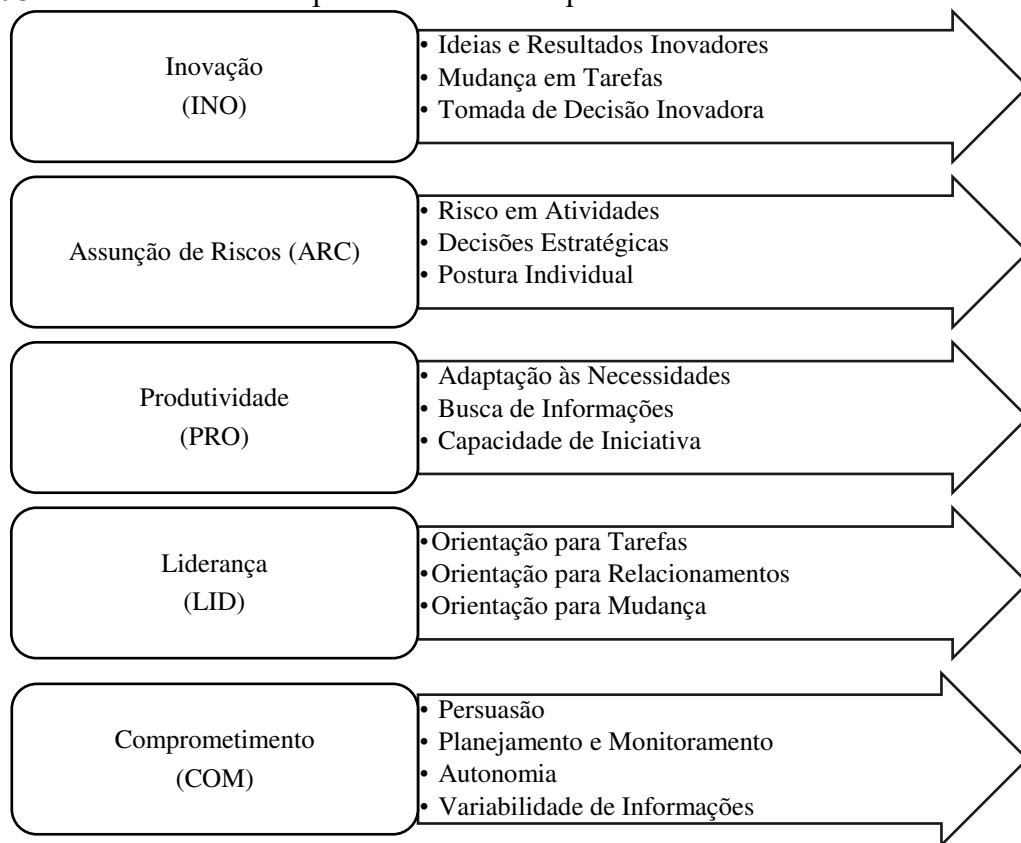 Inovação
(INO)
• Ideias e Resultados Inovadores
• Mudança em Tarefas
• Tomada de Decisão Inovadora
Assunção de Riscos (ARC)
• Risco em Atividades
• Decisões Estratégicas
• Postura Individual
Produtividade
(PRO)
• Adaptação às Necessidades
• Busca de Informações
• Capacidade de Iniciativa
Liderança
(LID)
•Orientação para Tarefas
•Orientação para Relacionamentos
•Orientação para Mudança
Comprometimento
(COM)
• Persuasão
• Planejamento e Monitoramento
• Autonomia
• Variabilidade de Informações